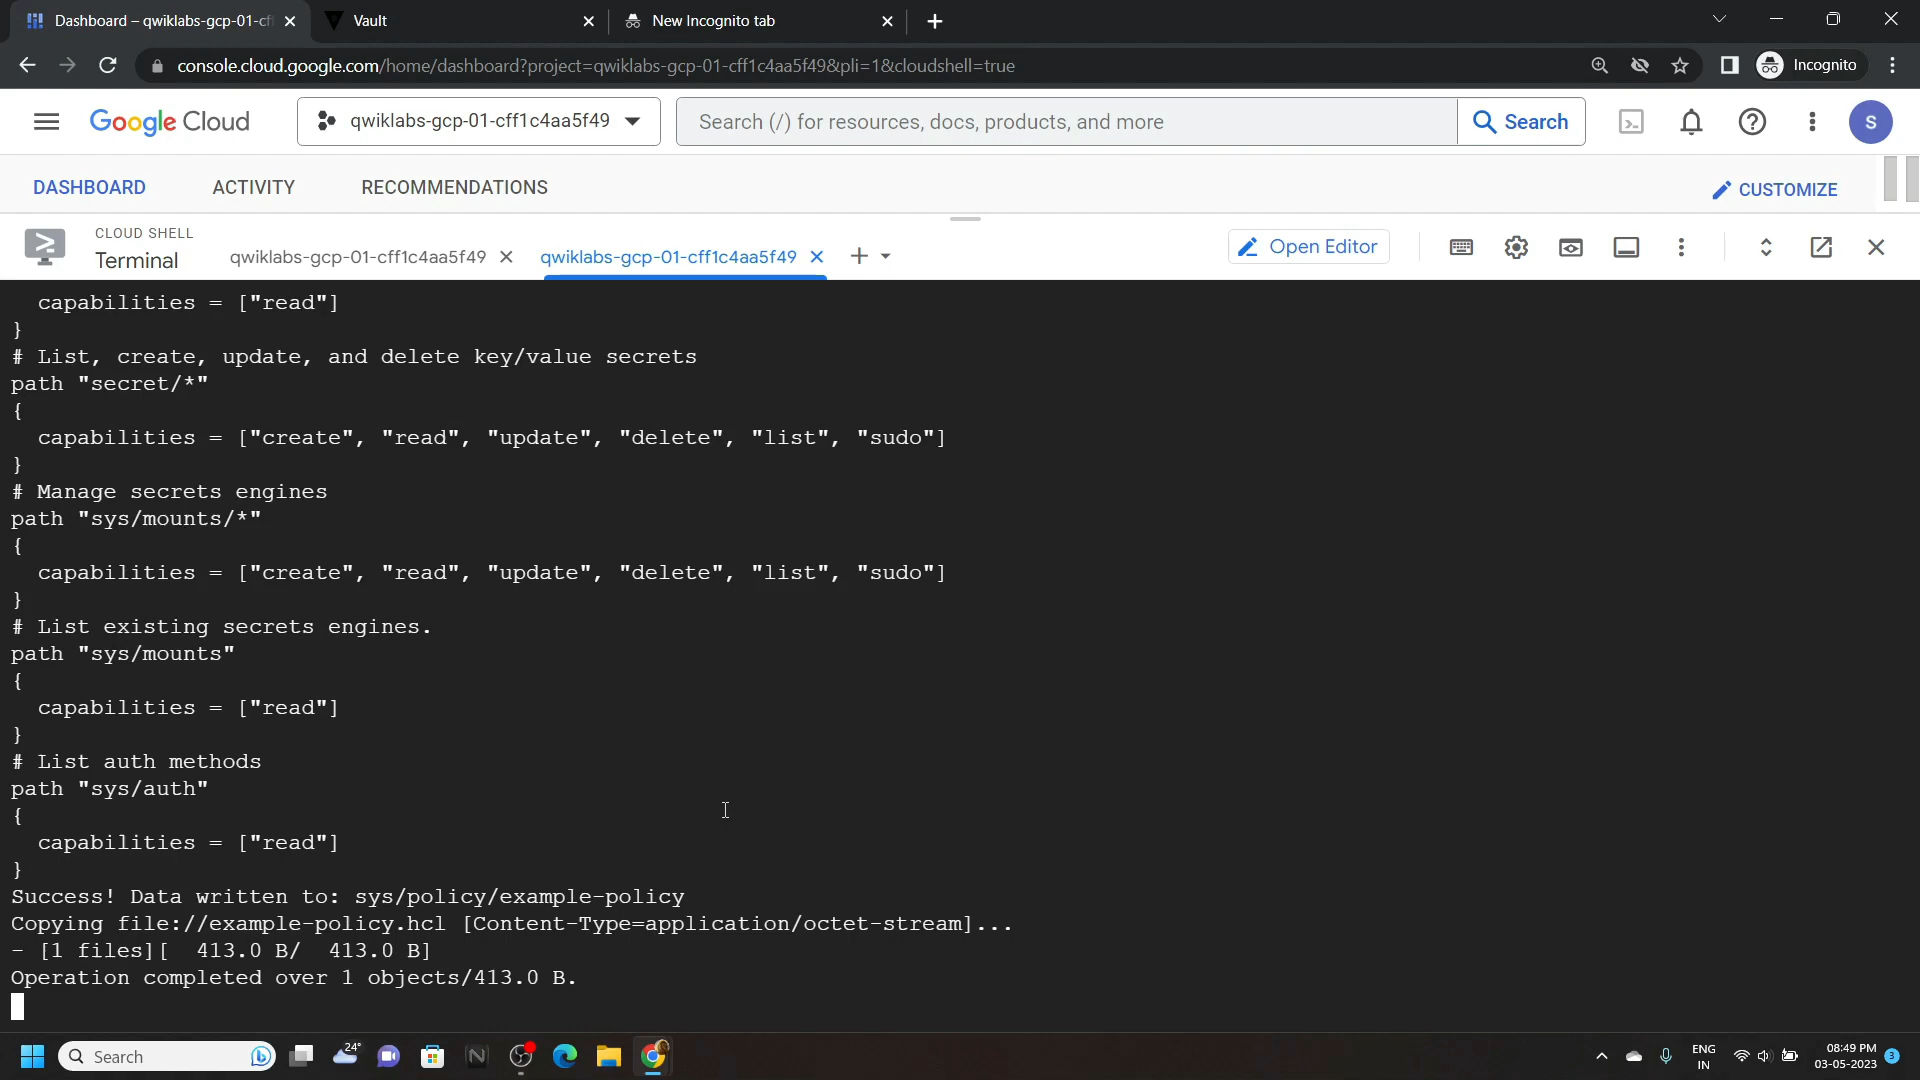 Dashboard – qwiklabs-gcp-01-cf
Vault
New Incognito tab
console.cloud.google.com/home/dashboard?project=qwiklabs-gcp-01-cff1c4aa5f49&pli=1&cloudshell=true
Incognito
Google Cloud
qwiklabs-gcp-01-cff1c4aa5f49
Search (/) for resources, docs, products, and more
Search
S
DASHBOARD
ACTIVITY
RECOMMENDATIONS
CUSTOMIZE
CLOUD SHELL
Terminal
qwiklabs-gcp-01-cff1c4aa5f49
qwiklabs-gcp-01-cff1c4aa5f49
Open Editor
capabilities = ["read"]
}
# List, create, update, and delete key/value secrets
path "secret/*"
{
capabilities = ["create", "read", "update", "delete", "list", "sudo"]
}
# Manage secrets engines
path "sys/mounts/*"
{
capabilities = ["create", "read", "update", "delete", "list", "sudo"]
}
# List existing secrets engines.
path "sys/mounts"
{
capabilities = ["read"]
}
# List auth methods
path "sys/auth"
{
capabilities = ["read"]
}
Success! Data written to: sys/policy/example-policy
Copying file://example-policy.hcl [Content-Type=application/octet-stream]...
- [1 files][  413.0 B/  413.0 B]
Operation completed over 1 objects/413.0 B.
Search
24°
ENG
IN
08:49 PM
03-05-2023
3